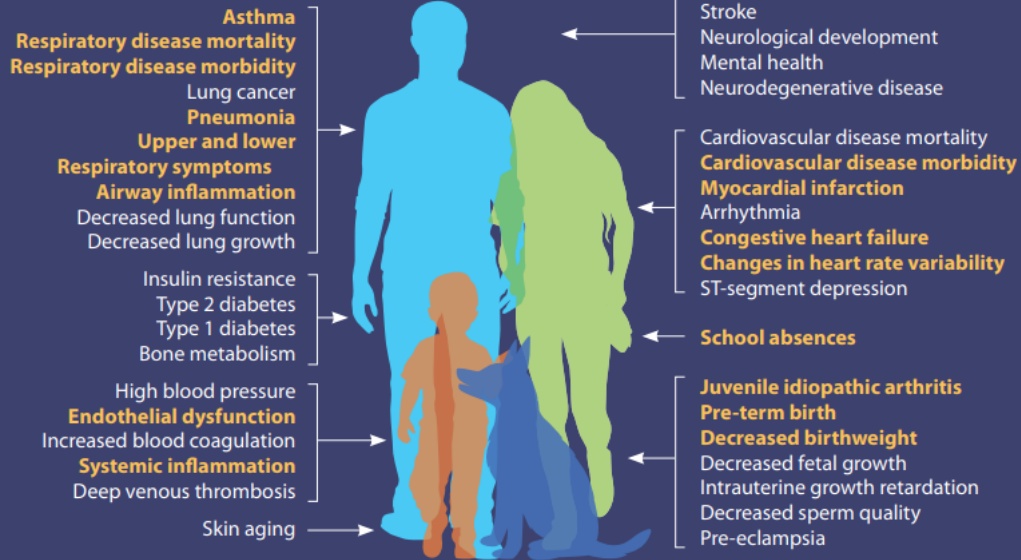 Asthma
Respiratory disease mortality
Respiratory disease morbidity
Lung cancer
Pneumonia
Upper and lower
Respiratory symptoms
Airway inflammation
Decreased lung function
Decreased lung growth
Insulin resistance
Type 2 diabetes
Type 1 diabetes
Bone metabolism
High blood pressure
Endothelial dysfunction
Increased blood coagulation
Systemic inflammation
Deep venous thrombosis
Skin aging
Stroke
Neurological development
Mental health
Neurodegenerative disease
Cardiovascular disease mortality
Cardiovascular disease morbidity
Myocardial infarction
Arrhythmia
Congestive heart failure
Changes in heart rate variability
ST-segment depression
School absences
Juvenile idiopathic arthritis
Pre-term birth
Decreased birthweight
Decreased fetal growth
Intrauterine growth retardation
Decreased sperm quality
Pre-eclampsia